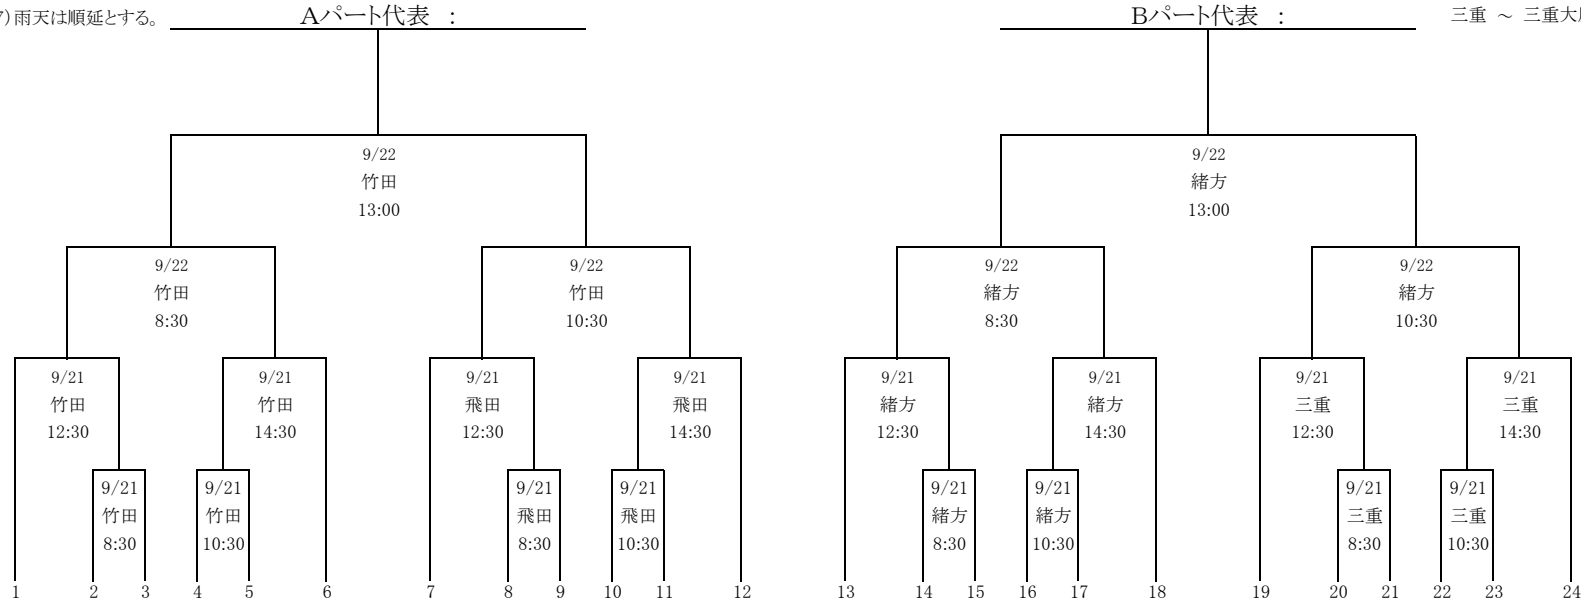 7)雨天は順延とする。
Aパート代表 :
Bパート代表 :
三重 ~ 三重大
9/22
竹田
13:00
9/22
緒方
13:00
9/22
竹田
8:30
9/22
竹田
10:30
9/22
緒方
8:30
9/22
緒方
10:30
9/21
竹田
12:30
9/21
竹田
14:30
9/21
飛田
12:30
9/21
飛田
14:30
9/21
緒方
12:30
9/21
緒方
14:30
9/21
三重
12:30
9/21
三重
14:30
9/21
竹田
8:30
9/21
竹田
10:30
9/21
飛田
8:30
9/21
飛田
10:30
9/21
緒方
8:30
9/21
緒方
10:30
9/21
三重
8:30
9/21
三重
10:30
1 2 3 4 5 6 7 8 9 10 11 12 13 14 15 16 17 18 19 20 21 22 23 24